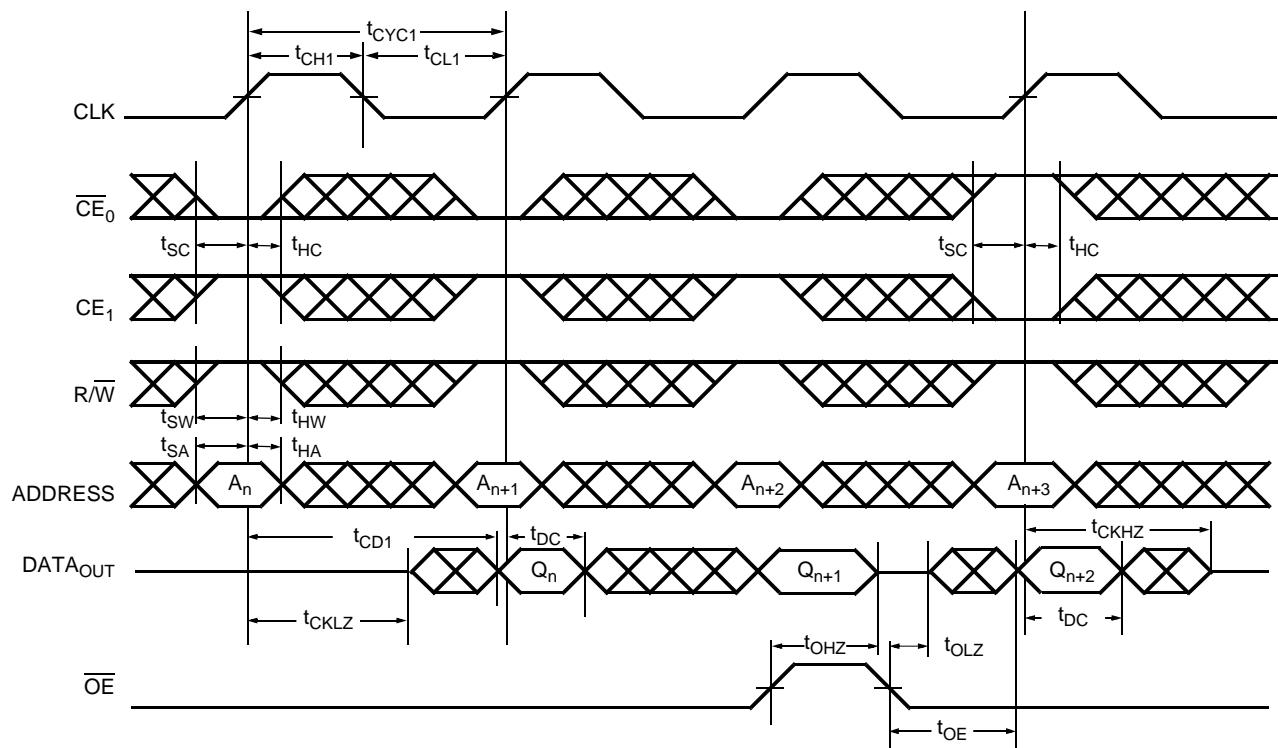 tCYC1
tCH1 tCL1
CLK
CE0
tSC tHC tSC tHC
CE1
R/W
tSW tHW
tSA tHA
ADDRESS An An+1 An+2 An+3
tCD1 tDC tCKHZ
DATAOUT Qn Qn+1 Qn+2
tCKLZ tDC
tOHZ tOLZ
OE
tOE